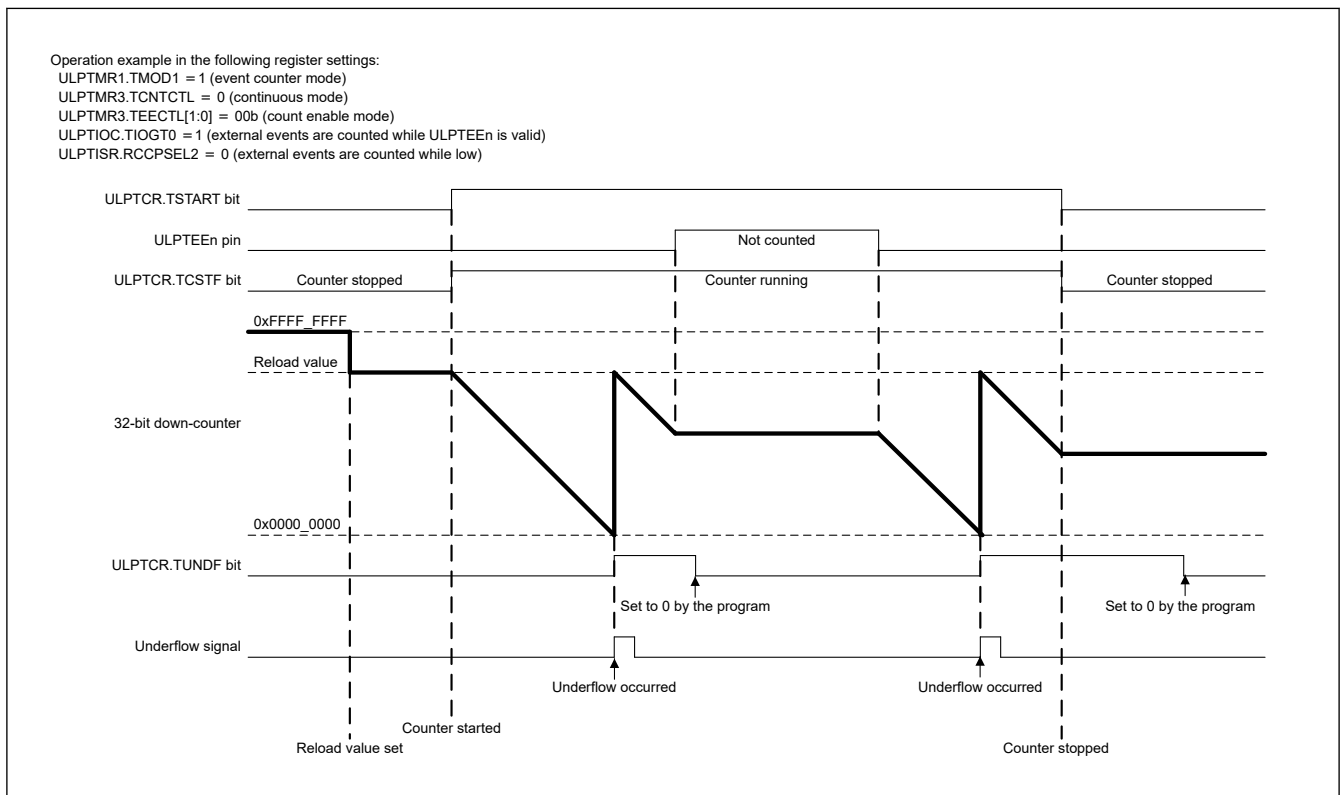 Operation example in the following register settings:
ULPTMR1.TMOD1 = 1 (event counter mode)
ULPTMR3.TCNTCTL = 0 (continuous mode)
ULPTMR3.TEECTL[1:0] = 00b (count enable mode)
ULPTIOC.TIOGT0 = 1 (external events are counted while ULPTEEn is valid)
ULPTISR.RCCPSEL2 = 0 (external events are counted while low)
ULPTCR.TSTART bit
ULPTEEn pin
Not counted
ULPTCR.TCSTF bit
Counter stopped
Counter running
Counter stopped
0xFFFF_FFFF
Reload value
32-bit down-counter
0x0000_0000
ULPTCR.TUNDF bit
Set to 0 by the program
Set to 0 by the program
Underflow signal
Underflow occurred
Underflow occurred
Counter started
Reload value set
Counter stopped